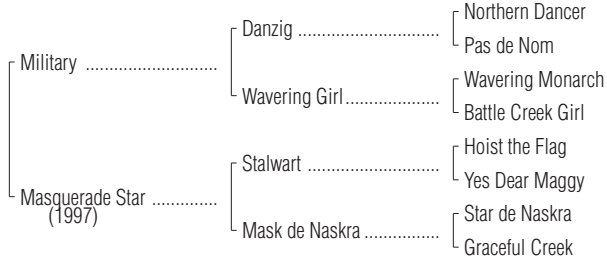 Northern Dancer
Danzig ..............................
Pas de Nom
Military ............................
Wavering Monarch
Wavering Girl....................
Battle Creek Girl
Hoist the Flag
Stalwart ............................
Yes Dear Maggy
Masquerade Star ..............
(1997)
Star de Naskra
Mask de Naskra ................
Graceful Creek